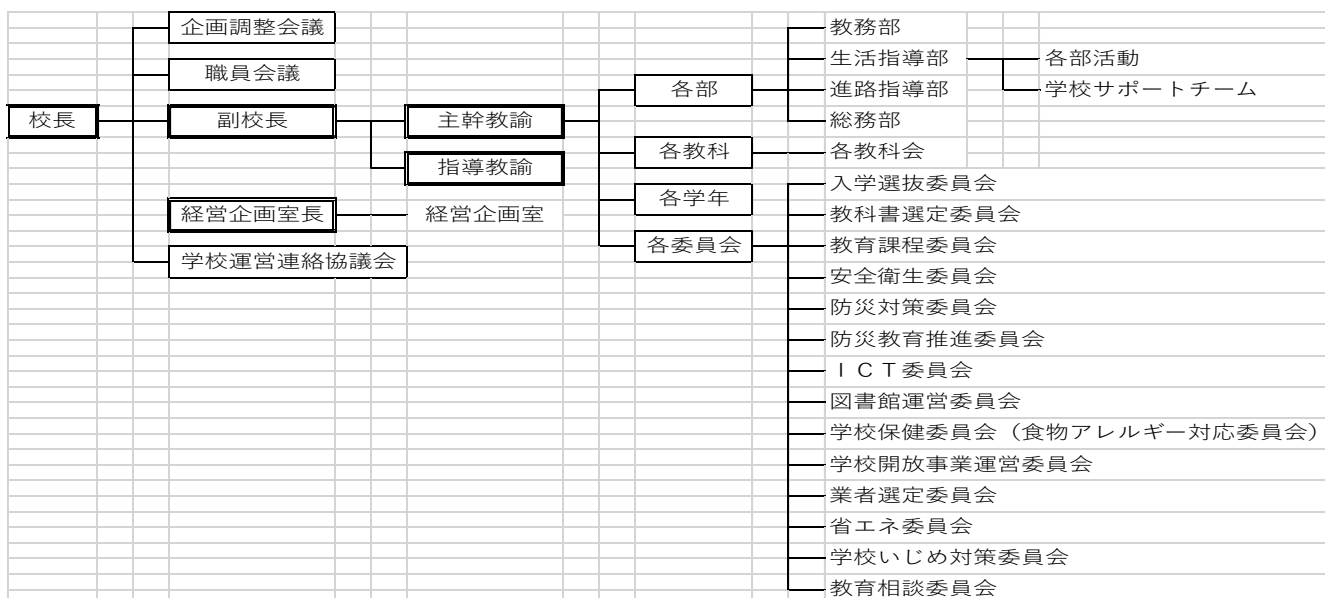 企画調整会議 教務部
生活指導部 各部活動
職員会議
各部 進路指導部 学校サポートチーム
校長 副校長 主幹教諭 総務部
各教科 各教科会
指導教諭
入学選抜委員会
各学年
経営企画室長 経営企画室 教科書選定委員会
各委員会 教育課程委員会
学校運営連絡協議会
安全衛生委員会
防災対策委員会
防災教育推進委員会
ＩＣＴ委員会
図書館運営委員会
学校保健委員会（食物アレルギー対応委員会）
学校開放事業運営委員会
業者選定委員会
省エネ委員会
学校いじめ対策委員会
教育相談委員会